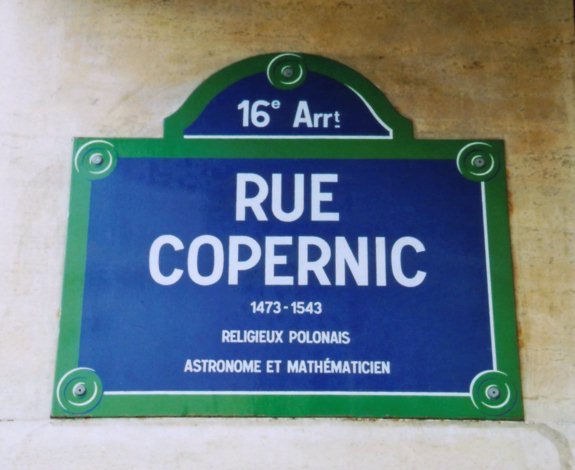 16e Arrt
RUE
COPERNIC
1473-1543
RELIGIEUX POLONAIS
ASTRONOME ET MATHÉMATICIEN